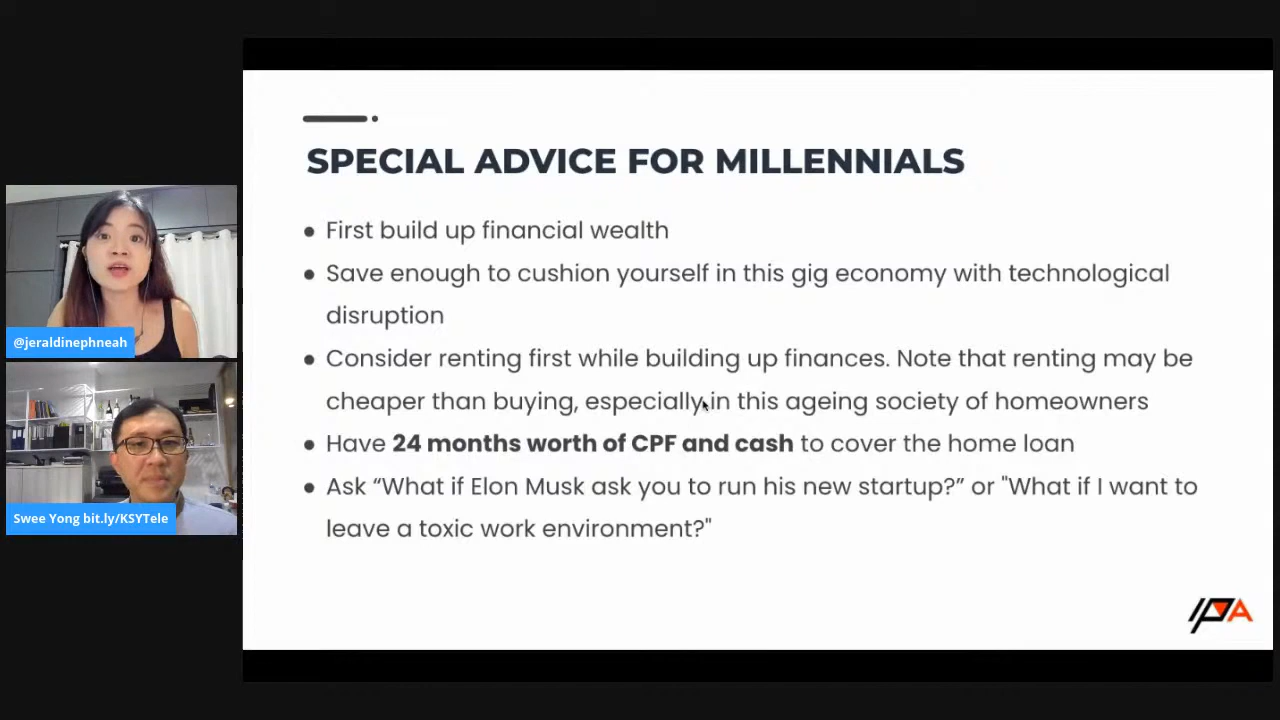 SPECIAL ADVICE FOR MILLENNIALS
● First build up financial wealth
● Save enough to cushion yourself in this gig economy with technological
disruption
● Consider renting first while building up finances. Note that renting may be
cheaper than buying, especially in this ageing society of homeowners
● Have 24 months worth of CPF and cash to cover the home loan
● Ask “What if Elon Musk ask you to run his new startup?” or "What if I want to
leave a toxic work environment?"
@jeraldinephneah
Swee Yong bit.ly/KSYTele
IPA